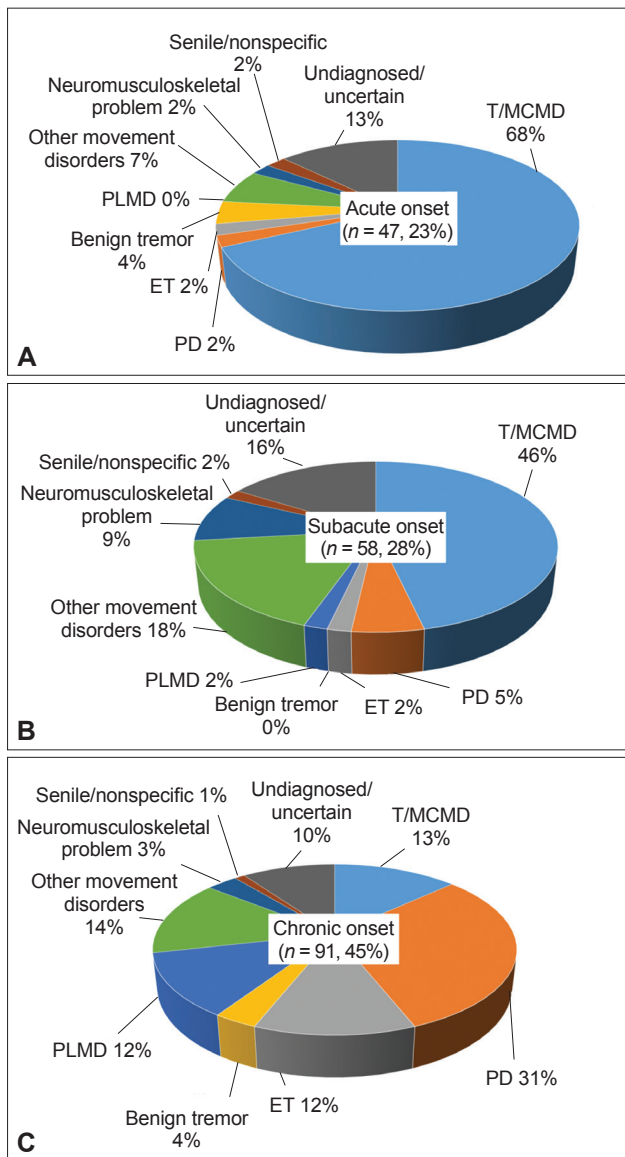 Senile/nonspecific
2%
Neuromusculoskeletal
problem 2%
Other movement
disorders 7%
PLMD 0%
Benign tremor
4%
ET 2%
PD 2%
Undiagnosed/
uncertain
13%
T/MCMD
68%
Acute onset
(n = 47, 23%)
A
Undiagnosed/
uncertain
16%
T/MCMD
46%
Senile/nonspecific 2%
Neuromusculoskeletal
problem
9%
Subacute onset
(n = 58, 28%)
Other movement
disorders 18%
PLMD 2%
Benign tremor
0%
ET 2%
PD 5%
B
Senile/nonspecific 1%
Undiagnosed/
uncertain
10%
T/MCMD
13%
Neuromusculoskeletal
problem 3%
Other movement
disorders
14%
Chronic onset
(n = 91, 45%)
PLMD 12%
Benign tremor
4%
ET 12%
PD 31%
C